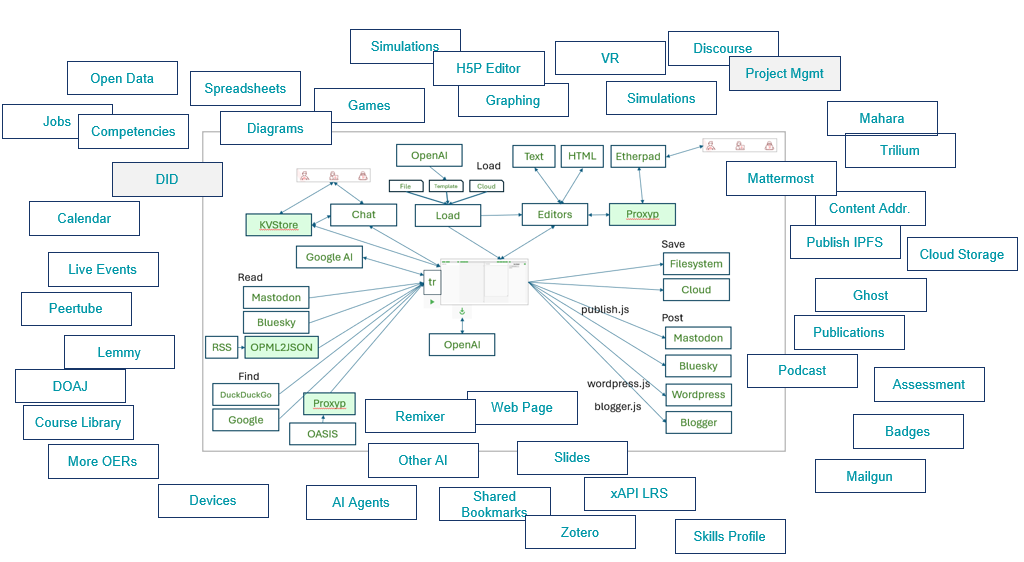 Simulations
H5P Editor
VR
Discourse
Project Mgmt
Open Data
Spreadsheets
Games
Graphing
Simulations
Jobs
Competencies
Diagrams
Mahara
Trilium
DID
Mattermost
Calendar
Content Addr.
Publish IPFS
Cloud Storage
Live Events
Peertube
Ghost
Publications
Lemmy
DOAJ
Podcast
Assessment
Course Library
Badges
More OERs
Mailgun
Devices
AI Agents
Other AI
Slides
Shared
Bookmarks
xAPI LRS
Zotero
Skills Profile
Remixer
Web Page
OpenAI
Load
File
Template
Cloud
Load
Text
HTML
Etherpad
Editors
Proxyp
KVStore
Chat
Google AI
tr
OpenAI
Read
Mastodon
Bluesky
RSS
OPML2JSON
Find
DuckDuckGo
Google
Proxyp
OASIS
Save
Filesystem
Cloud
publish.js
Post
Mastodon
Bluesky
wordpress.js
Wordpress
blogger.js
Blogger